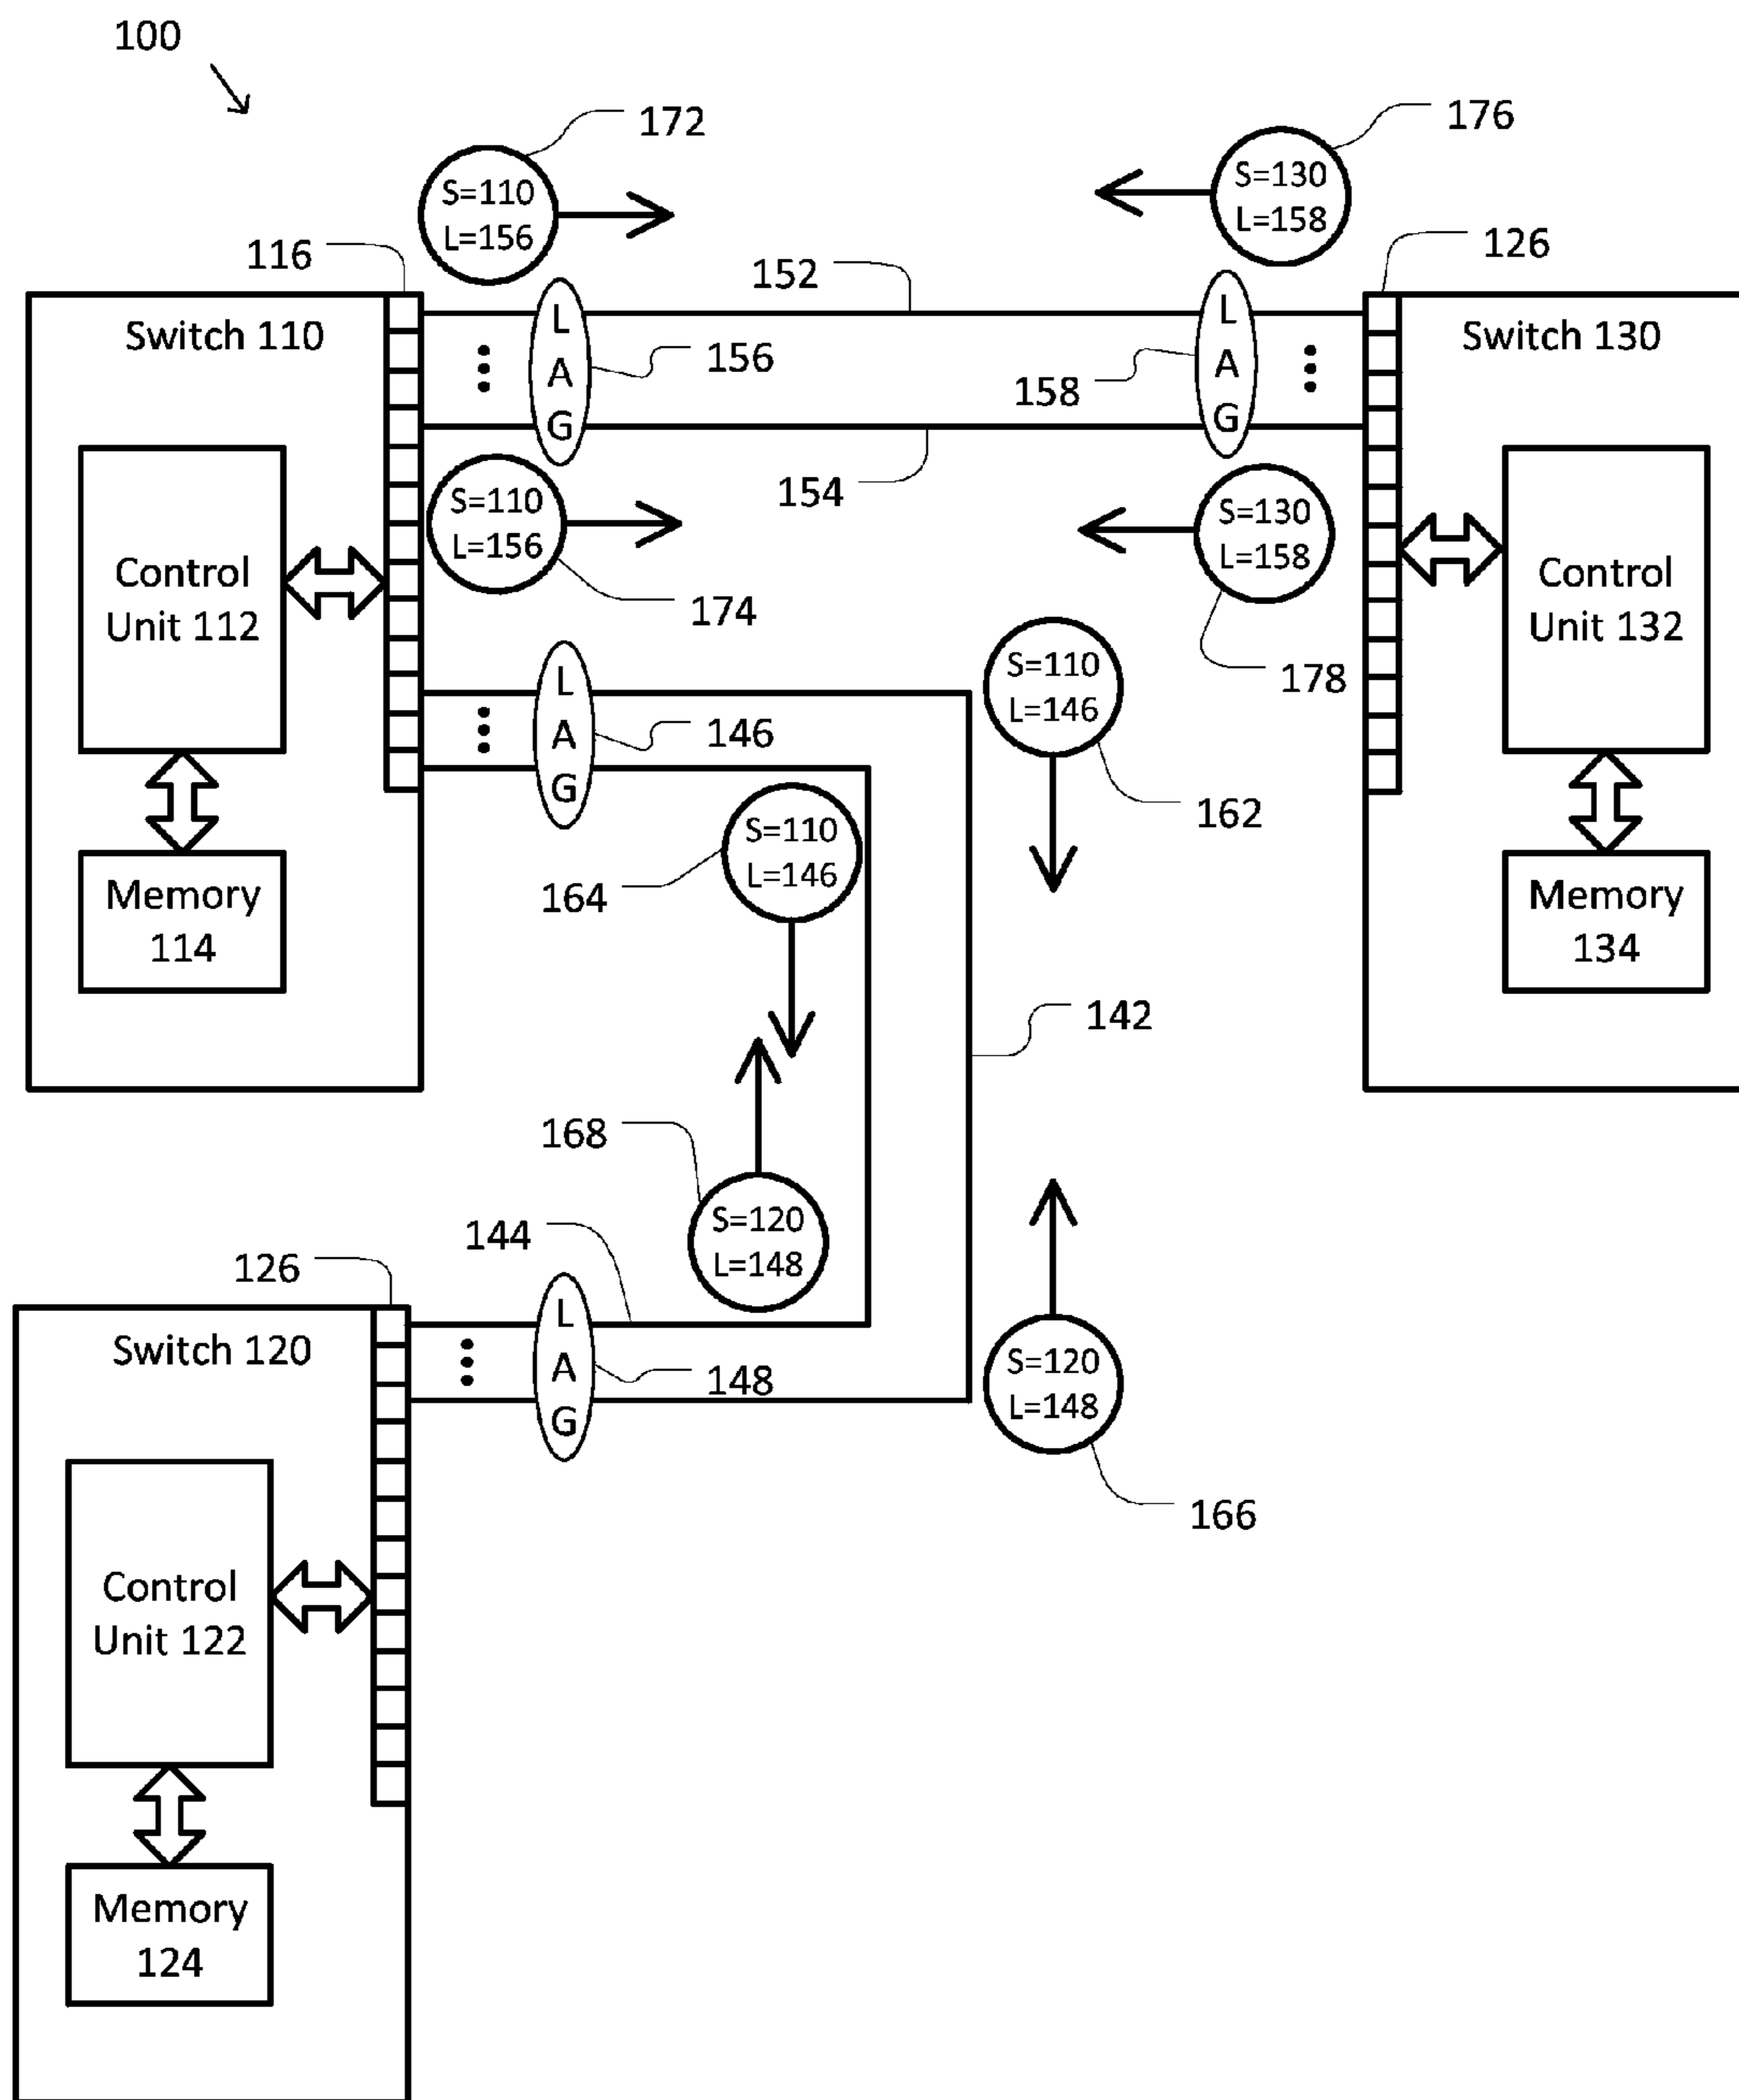 100
172
S=110
L=156
176
S=130
L=158
116
152
126
Switch 110
L
A
G
156
158
L
A
G
Switch 130
154
S=110
L=156
174
S=130
L=158
178
Control
Unit 112
Control
Unit 132
L
A
G
146
S=110
L=146
162
S=110
L=146
164
Memory
114
Memory
134
142
168
S=120
L=148
144
126
Switch 120
L
A
G
148
S=120
L=148
166
Control
Unit 122
Memory
124